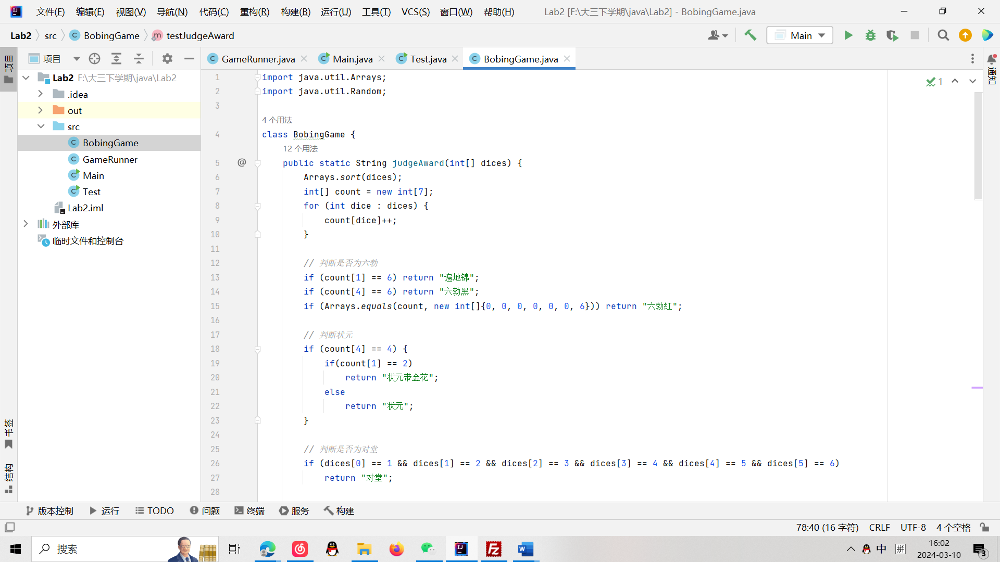 文件(F) 编辑(E) 视图(V) 导航(N) 代码(C) 重构(R) 构建(B) 运行(U) 工具(T) VCS(S) 窗口(W) 帮助(H) Lab2 [F:\大三下学期\java\Lab2] - BobingGame.java
Lab2 src BobingGame testJudgeAward Main
项目
GameRunner.java Main.java Test.java BobingGame.java
项目
通知
Lab2 F:\大三下学期\java\Lab2
.idea
out
src
BobingGame
GameRunner
Main
Test
Lab2.iml
外部库
临时文件和控制台
1
1 import java.util.Arrays;
2 import java.util.Random;
3
4 个用法
4 class BobingGame {
12 个用法
5 @ public static String judgeAward(int[] dices) {
6 Arrays.sort(dices);
7 int[] count = new int[7];
8 for (int dice : dices) {
9 count[dice]++;
10 }
11
12 // 判断是否为六勃
13 if (count[1] == 6) return "遍地锦";
14 if (count[4] == 6) return "六勃黑";
15 if (Arrays.equals(count, new int[]{0, 0, 0, 0, 0, 0, 6})) return "六勃红";
16
17 // 判断状元
18 if (count[4] == 4) {
19 if(count[1] == 2)
20 return "状元带金花";
21 else
22 return "状元";
23 }
24
25 // 判断是否为对堂
26 if (dices[0] == 1 && dices[1] == 2 && dices[2] == 3 && dices[3] == 4 && dices[4] == 5 && dices[5] == 6)
27 return "对堂";
28
书签
结构
版本控制 运行 TODO 问题 终端 服务 构建
78:40 (16 字符) CRLF UTF-8 4 个空格
搜索
中 拼
16:02
2024-03-10
3